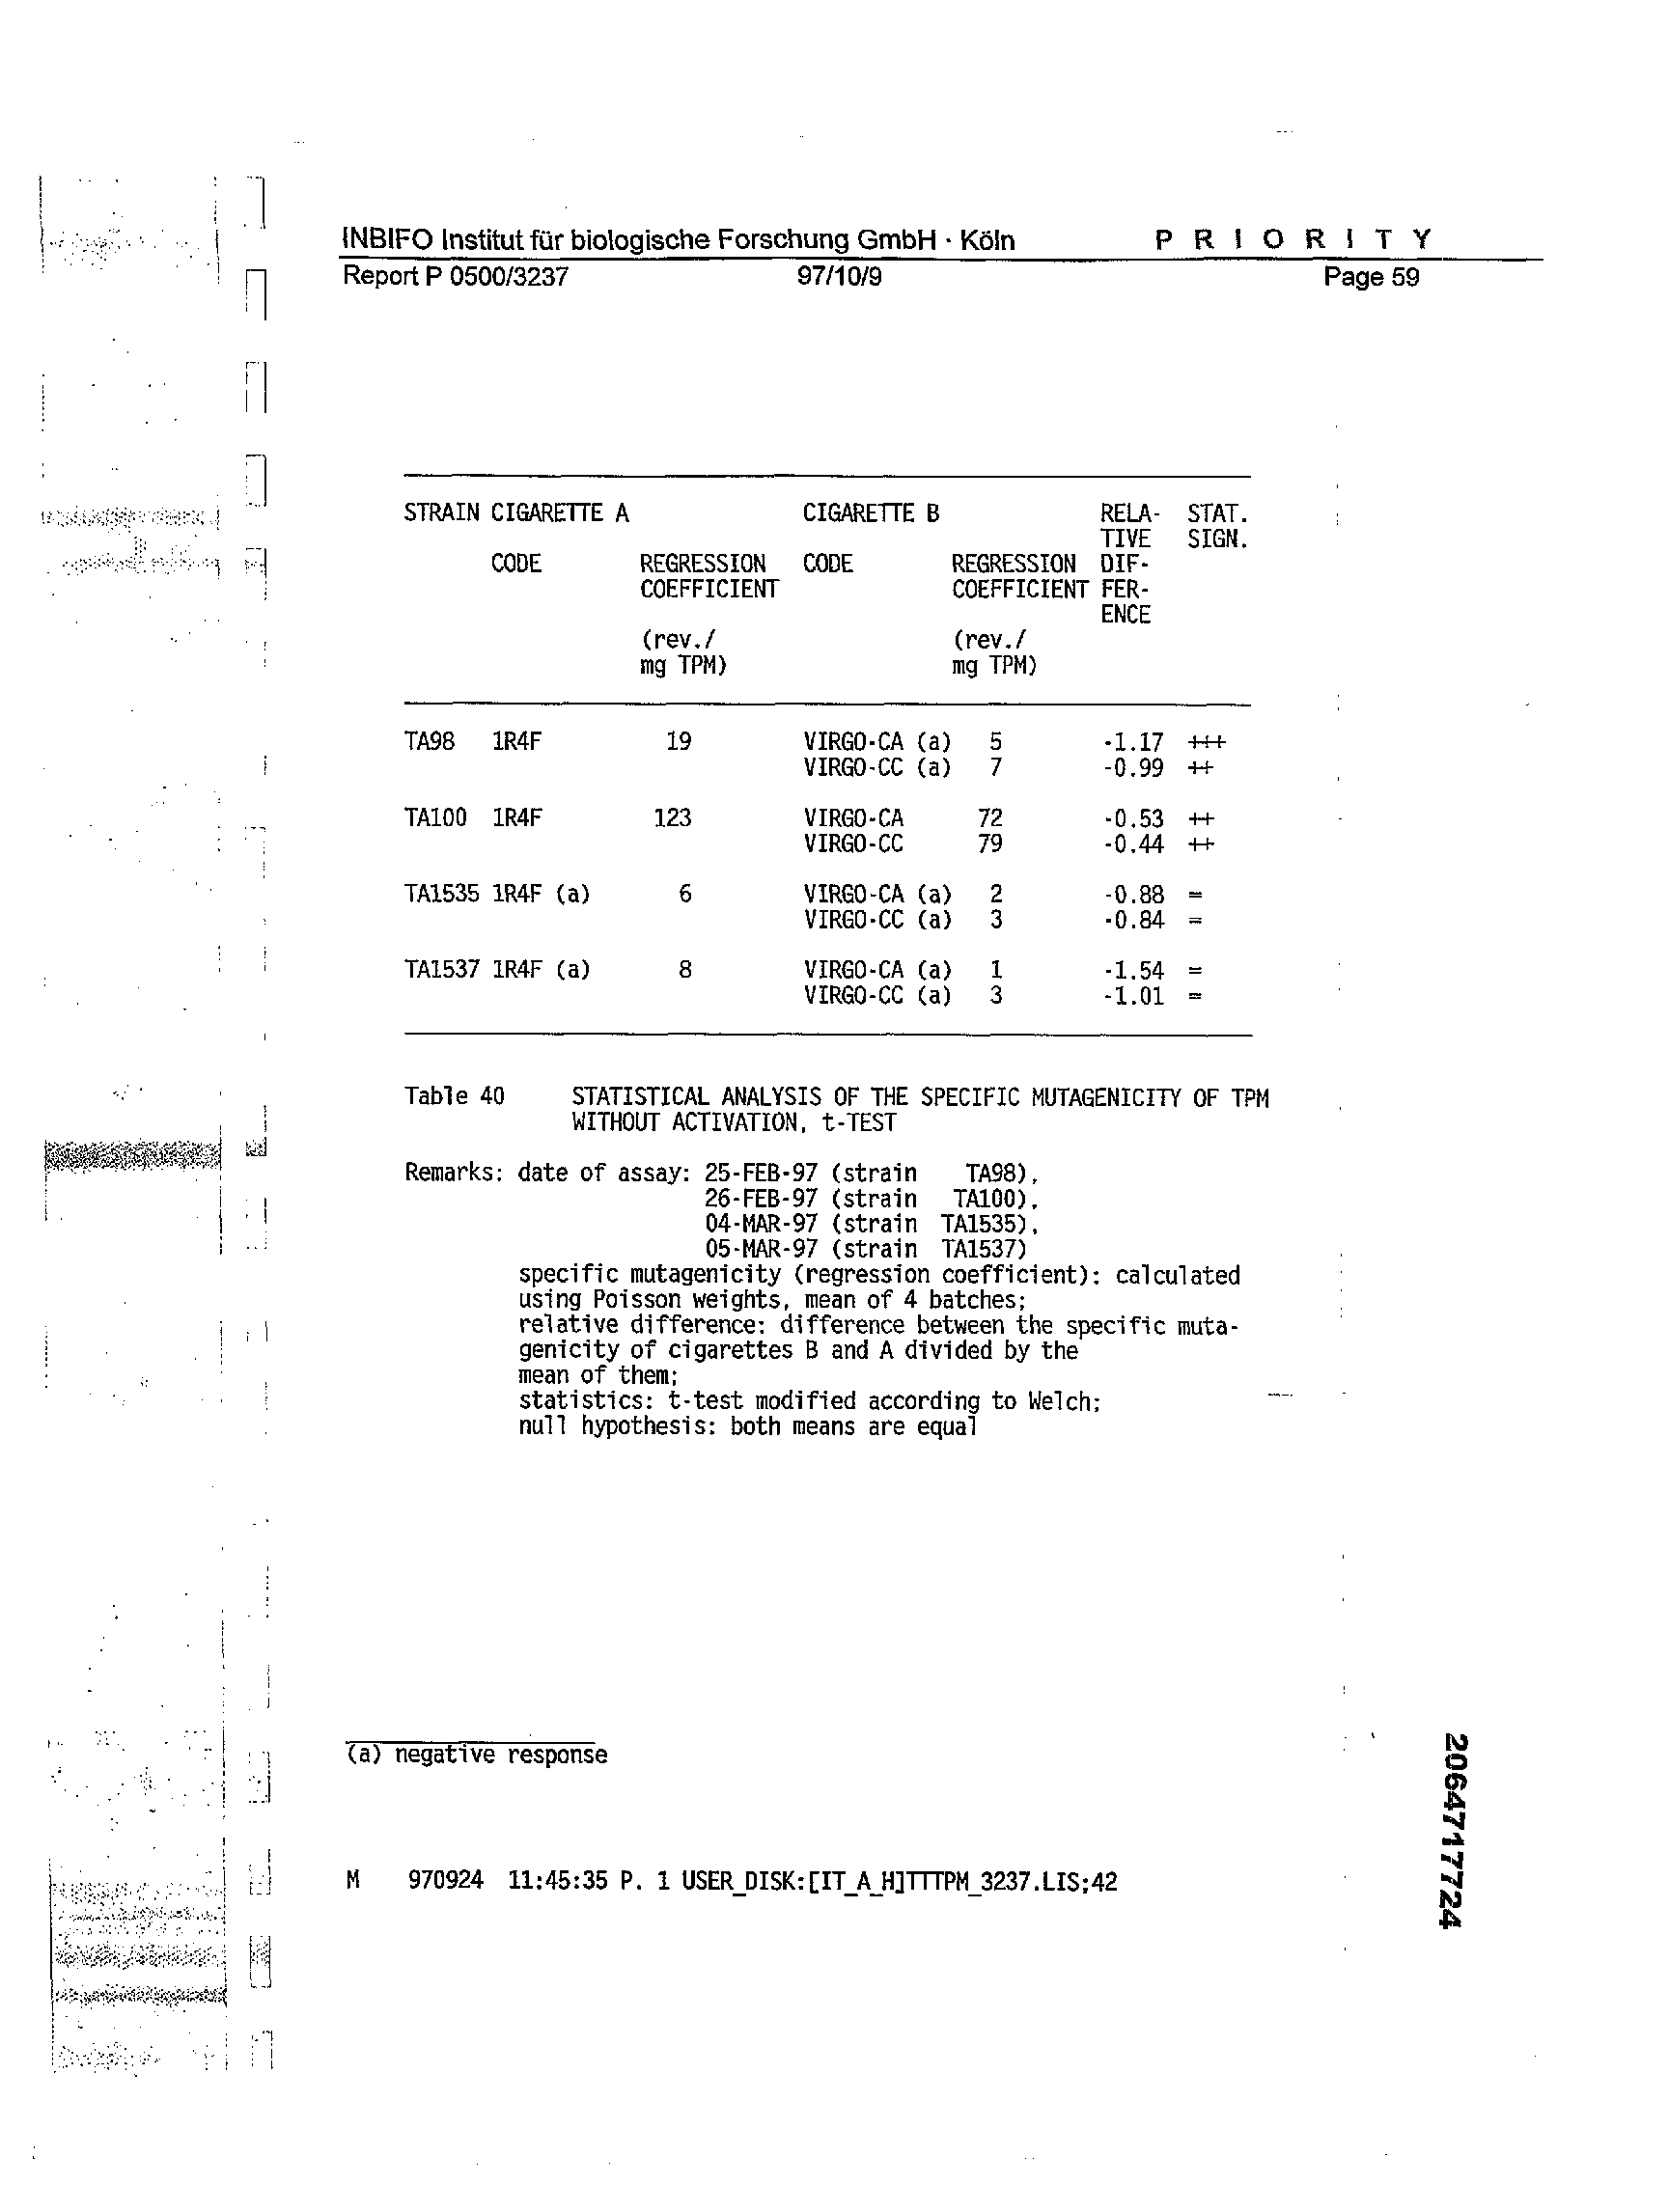 INBIFO Institut für biologische Forschung GmbH · Köln P R I O R I T Y
Report P 0500/3237 97/10/9 Page 59
STRAIN CIGARETTE A CIGARETTE B RELA- STAT.
TIVE SIGN.
CODE REGRESSION CODE REGRESSION DIF-
COEFFICIENT COEFFICIENT FER-
ENCE
(rev./ (rev./
mg TPM) mg TPM)
TA98 1R4F 19 VIRGO-CA (a) 5 -1.17 +++
VIRGO-CC (a) 7 -0.99 ++
TA100 1R4F 123 VIRGO-CA 72 -0.53 ++
VIRGO-CC 79 -0.44 ++
TA1535 1R4F (a) 6 VIRGO-CA (a) 2 -0.88 =
VIRGO-CC (a) 3 -0.84 =
TA1537 1R4F (a) 8 VIRGO-CA (a) 1 -1.54 =
VIRGO-CC (a) 3 -1.01 =
Table 40 STATISTICAL ANALYSIS OF THE SPECIFIC MUTAGENICITY OF TPM
WITHOUT ACTIVATION, t-TEST
Remarks: date of assay: 25-FEB-97 (strain TA98),
26-FEB-97 (strain TA100),
04-MAR-97 (strain TA1535),
05-MAR-97 (strain TA1537)
specific mutagenicity (regression coefficient): calculated
using Poisson weights, mean of 4 batches;
relative difference: difference between the specific muta-
genicity of cigarettes B and A divided by the
mean of them;
statistics: t-test modified according to Welch;
null hypothesis: both means are equal
(a) negative response
M 970924 11:45:35 P. 1 USER_DISK:[IT_A_H]TTTPM_3237.LIS;42
2064717724